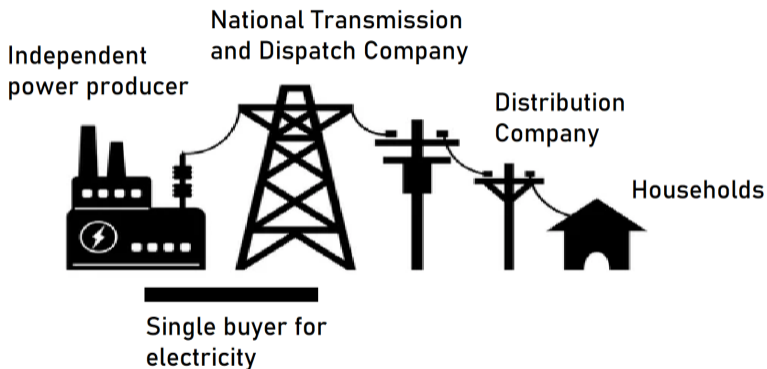 National Transmission
and Dispatch Company
Independent
power producer
Distribution
Company
Households
Single buyer for
electricity